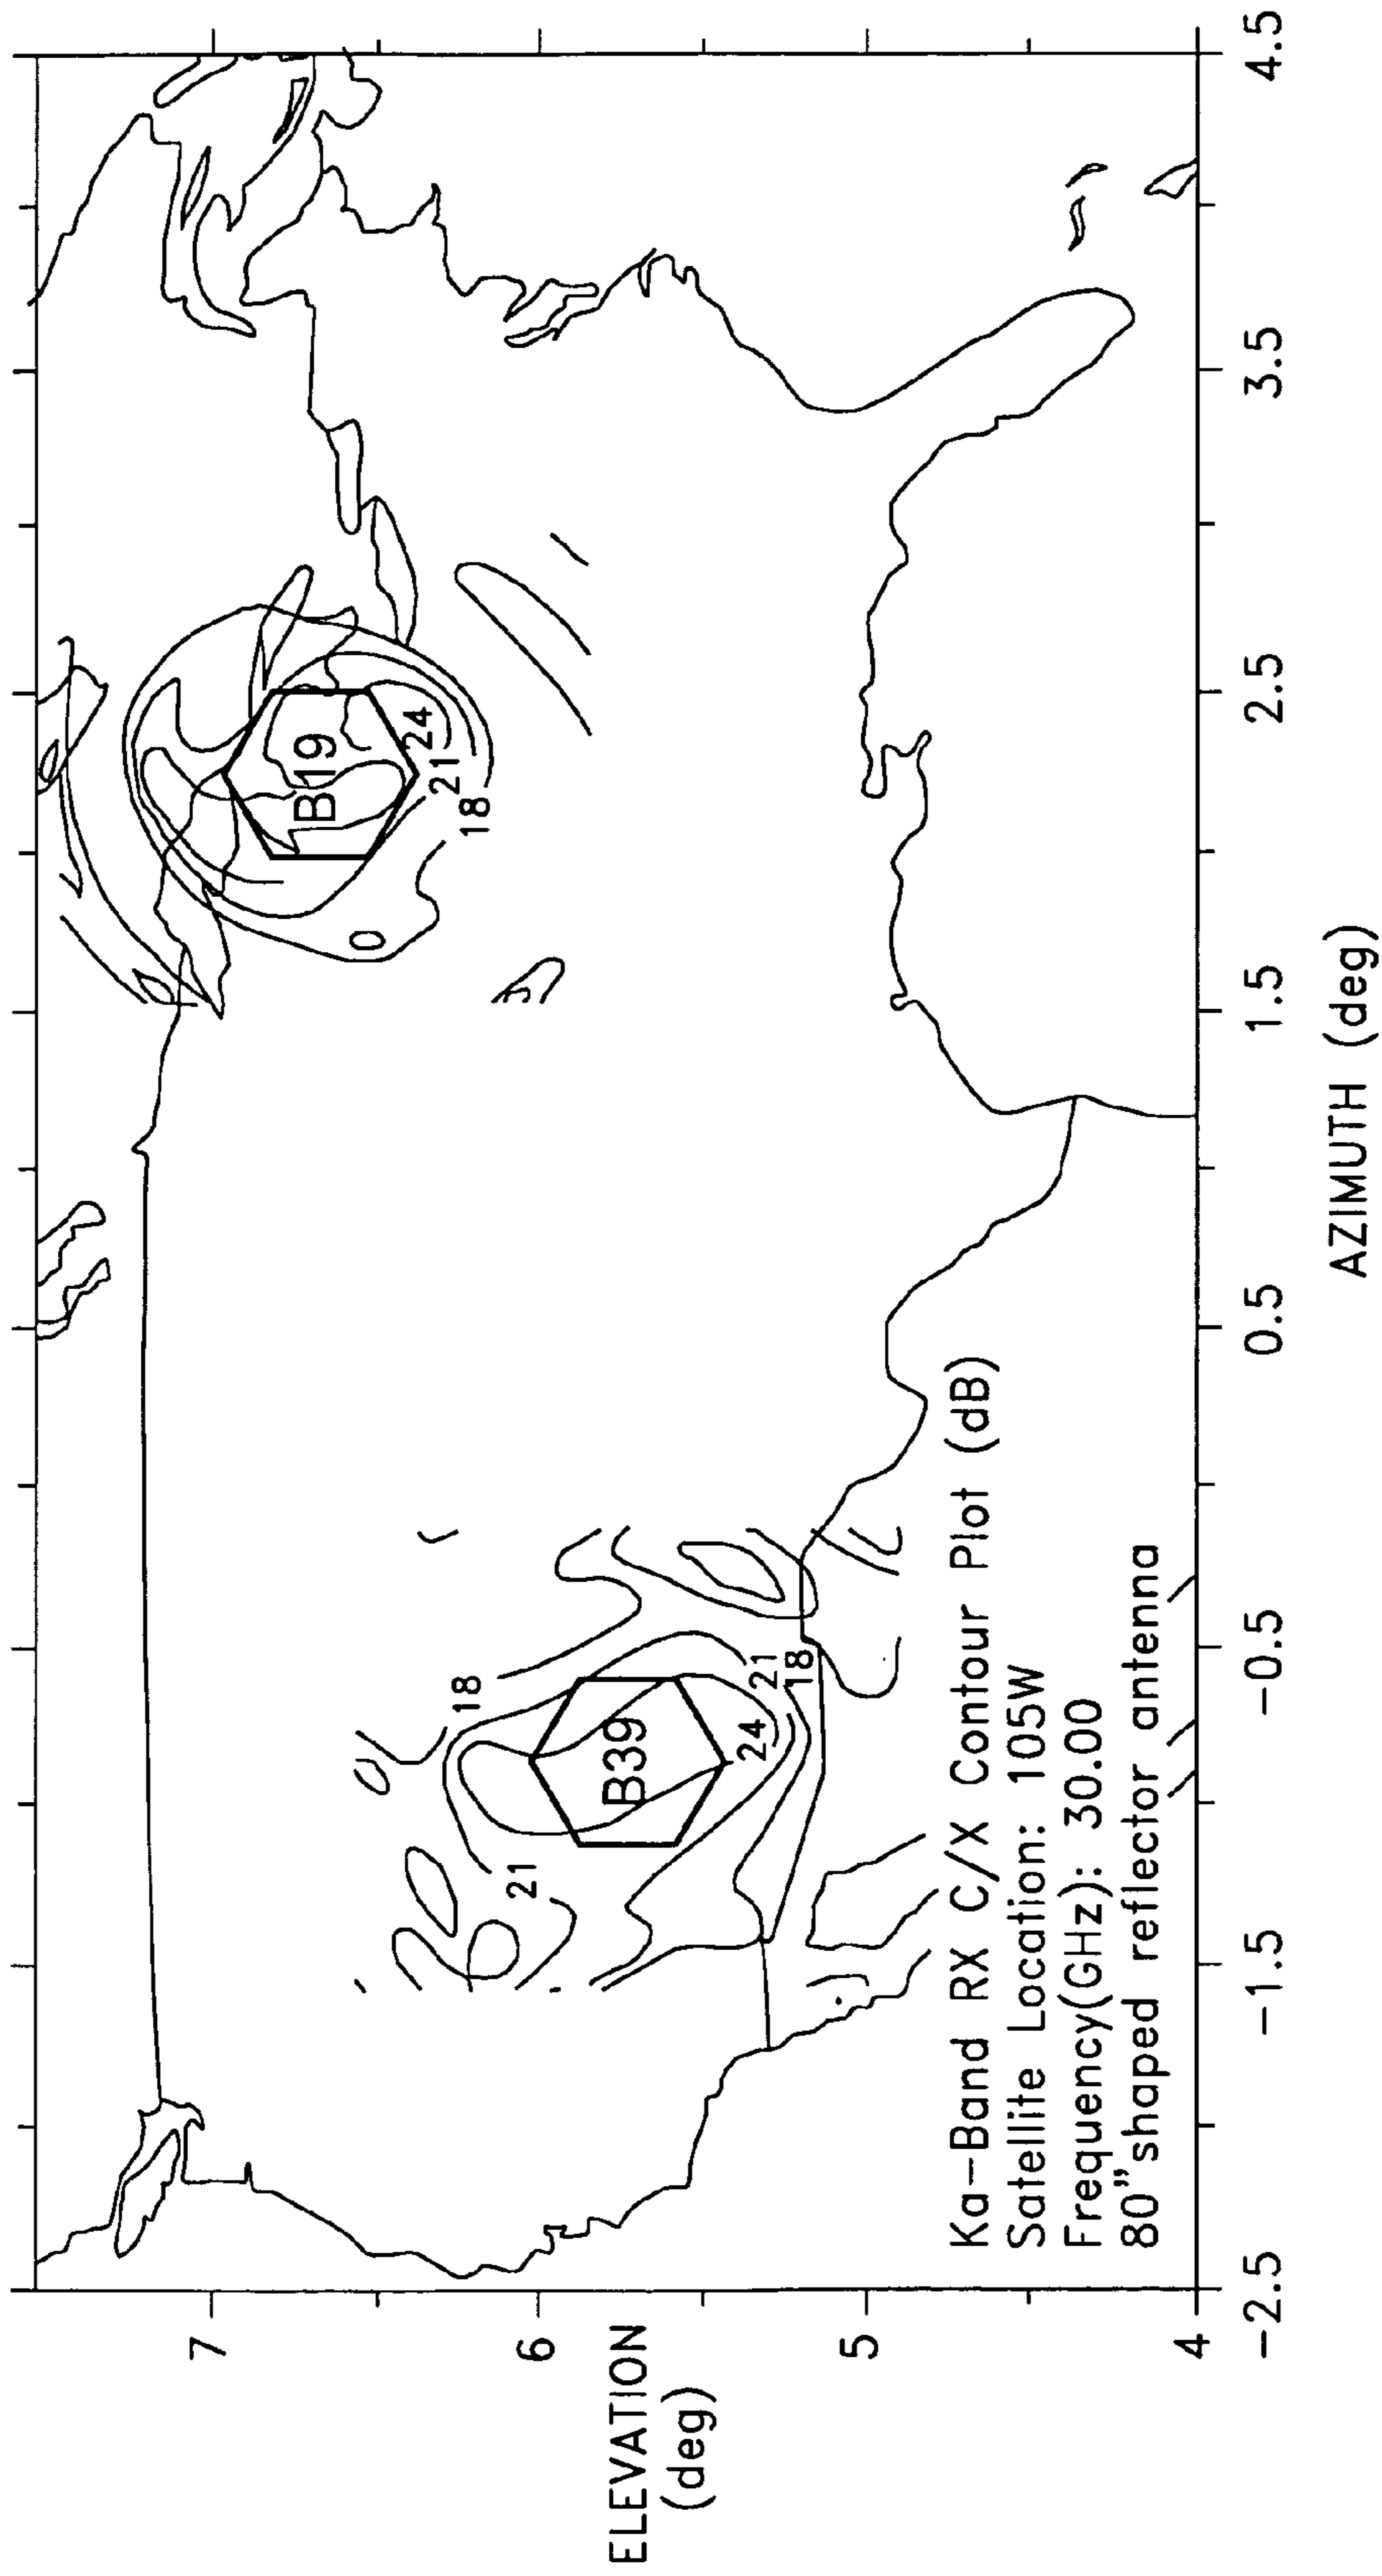 7
6
5
4
ELEVATION
(deg)
B19
24
21
18
B39
18
21
24
21
18
Ka-Band RX C/X Contour Plot (dB)
Satellite Location: 105W
Frequency(GHz): 30.00
80" shaped reflector antenna
-2.5 -1.5 -0.5 0.5 1.5 2.5 3.5 4.5
AZIMUTH (deg)